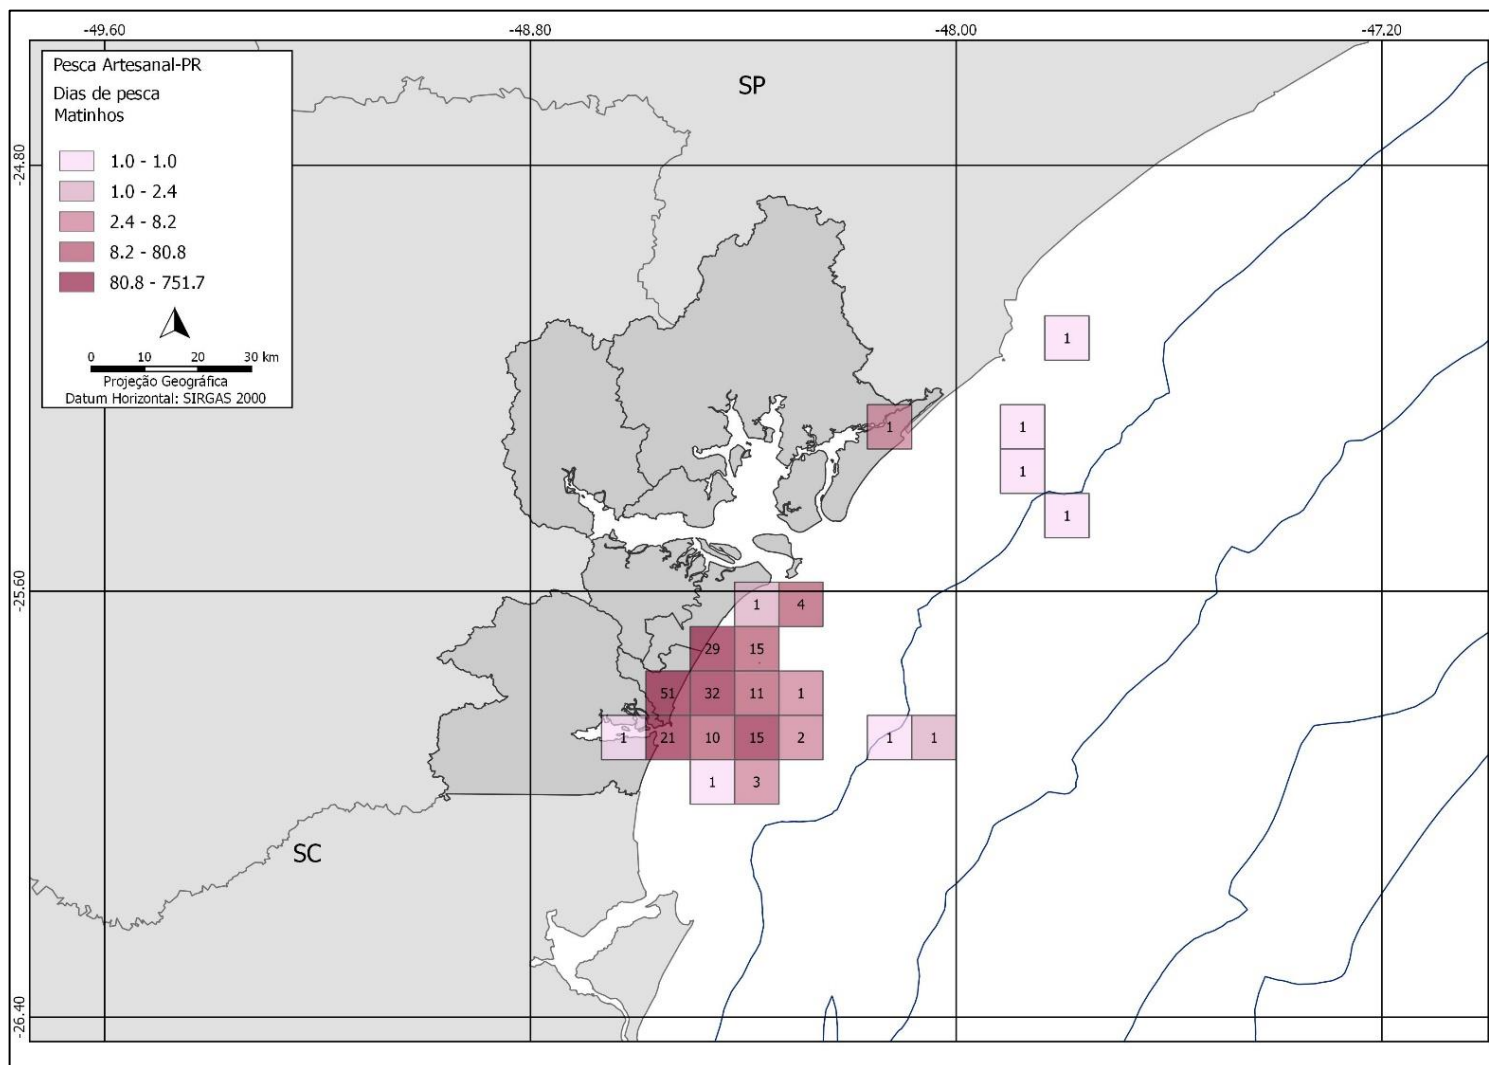 -49.60 -48.80 -48.00 -47.20
Pesca Artesanal-PR
Dias de pesca
Matinhos
1.0 - 1.0
1.0 - 2.4
2.4 - 8.2
8.2 - 80.8
80.8 - 751.7
0 10 20 30 km
Projeção Geográfica
Datum Horizontal: SIRGAS 2000
SP
-24.80
1
1 1
1
1
-25.60
1 4
29 15
51 32 11 1
1 21 10 15 2 1 1
1 3
SC
-26.40